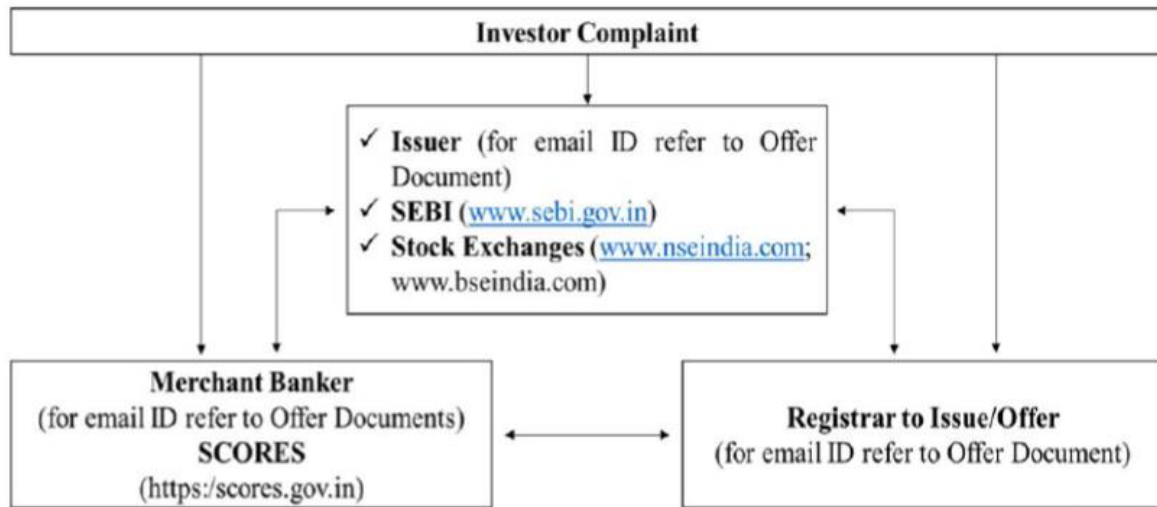 Investor Complaint
✓ Issuer (for email ID refer to Offer
Document)
✓ SEBI (www.sebi.gov.in)
✓ Stock Exchanges (www.nseindia.com;
www.bseindia.com)
Merchant Banker
(for email ID refer to Offer Documents)
SCORES
(https:/scores.gov.in)
Registrar to Issue/Offer
(for email ID refer to Offer Document)